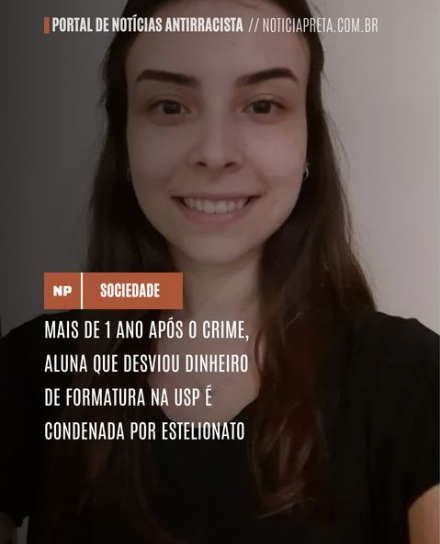 PORTAL DE NOTÍCIAS ANTIRRACISTA // NOTICIAPRETA.COM.BR
NP SOCIEDADE
MAIS DE 1 ANO APÓS O CRIME,
ALUNA QUE DESVIOU DINHEIRO
DE FORMATURA NA USP É
CONDENADA POR ESTELIONATO